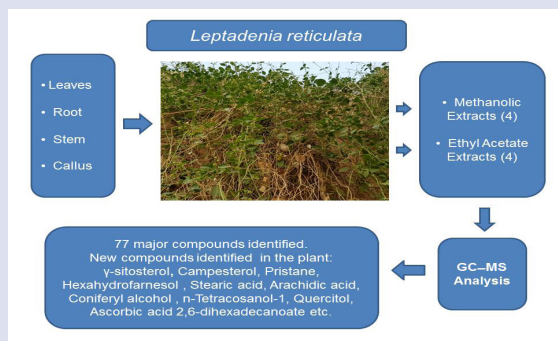 Leptadenia reticulata
• Leaves
• Root
• Stem
• Callus
• Methanolic
Extracts (4)
• Ethyl Acetate
Extracts (4)
GC–MS
Analysis
77 major compounds identified.
New compounds identified in the plant:
γ-sitosterol, Campesterol, Pristane,
Hexahydrofarnesol , Stearic acid, Arachidic acid,
Coniferyl alcohol , n-Tetracosanol-1, Quercitol,
Ascorbic acid 2,6-dihexadecanoate etc.